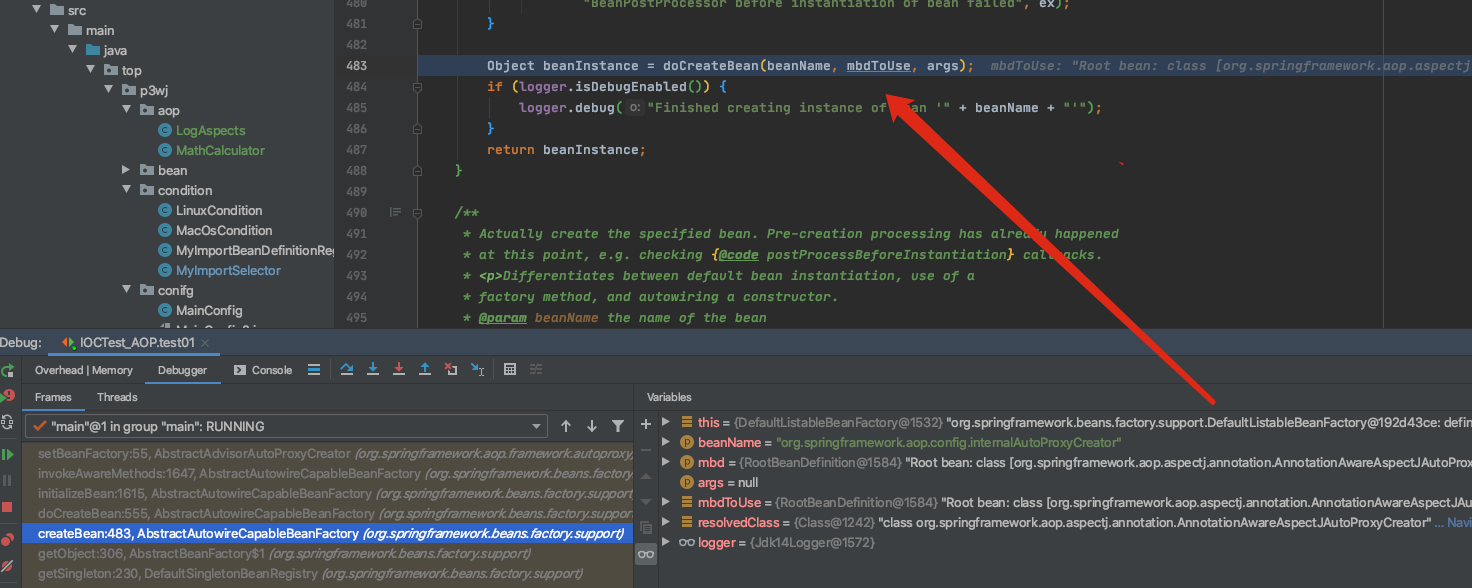 src
main
java
top
p3wj
aop
LogAspects
MathCalculator
bean
condition
LinuxCondition
MacOsCondition
MyImportBeanDefinitionReg
MyImportSelector
conifg
MainConfig
480 "BeanPostProcessor before instantiation of bean failed", ex);
481 }
482
483 Object beanInstance = doCreateBean(beanName, mbdToUse, args); mbdToUse: "Root bean: class [org.springframework.aop.aspectj
484 if (logger.isDebugEnabled()) {
485 logger.debug( o: "Finished creating instance of bean '" + beanName + "'");
486 }
487 return beanInstance;
488 }
489
490 /**
491 * Actually create the specified bean. Pre-creation processing has already happened
492 * at this point, e.g. checking {@code postProcessBeforeInstantiation} callbacks.
493 * <p>Differentiates between default bean instantiation, use of a
494 * factory method, and autowiring a constructor.
495 * @param beanName the name of the bean
Debug: IOCTest_AOP.test01
Overhead | Memory Debugger Console
Frames Threads
"main"@1 in group "main": RUNNING
setBeanFactory:55, AbstractAdvisorAutoProxyCreator (org.springframework.aop.framework.autoproxy
invokeAwareMethods:1647, AbstractAutowireCapableBeanFactory (org.springframework.beans.factory
initializeBean:1615, AbstractAutowireCapableBeanFactory (org.springframework.beans.factory.support
doCreateBean:555, AbstractAutowireCapableBeanFactory (org.springframework.beans.factory.support
createBean:483, AbstractAutowireCapableBeanFactory (org.springframework.beans.factory.support)
getObject:306, AbstractBeanFactory$1 (org.springframework.beans.factory.support)
getSingleton:230, DefaultSingletonBeanRegistry (org.springframework.beans.factory.support)
Variables
this = {DefaultListableBeanFactory@1532} "org.springframework.beans.factory.support.DefaultListableBeanFactory@192d43ce: defin
beanName = "org.springframework.aop.config.internalAutoProxyCreator"
mbd = {RootBeanDefinition@1584} "Root bean: class [org.springframework.aop.aspectj.annotation.AnnotationAwareAspectJAutoProx
args = null
mbdToUse = {RootBeanDefinition@1584} "Root bean: class [org.springframework.aop.aspectj.annotation.AnnotationAwareAspectJAu
resolvedClass = {Class@1242} "class org.springframework.aop.aspectj.annotation.AnnotationAwareAspectJAutoProxyCreator" ... Navi
logger = {Jdk14Logger@1572}